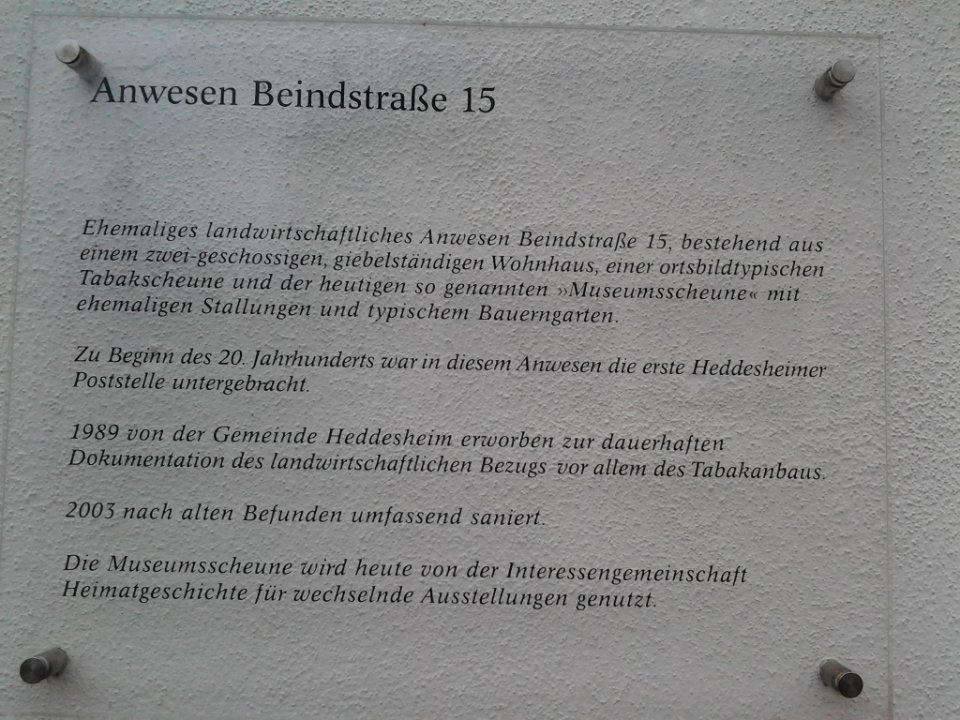 Anwesen Beindstraße 15
Ehemaliges landwirtschaftliches Anwesen Beindstraße 15, bestehend aus
einem zwei-geschossigen, giebelständigen Wohnhaus, einer ortsbildtypischen
Tabakscheune und der heutigen so genannten »Museumsscheune« mit
ehemaligen Stallungen und typischem Bauerngarten.
Zu Beginn des 20. Jahrhunderts war in diesem Anwesen die erste Heddesheimer
Poststelle untergebracht.
1989 von der Gemeinde Heddesheim erworben zur dauerhaften
Dokumentation des landwirtschaftlichen Bezugs vor allem des Tabakanbaus.
2003 nach alten Befunden umfassend saniert.
Die Museumsscheune wird heute von der Interessengemeinschaft
Heimatgeschichte für wechselnde Ausstellungen genutzt.